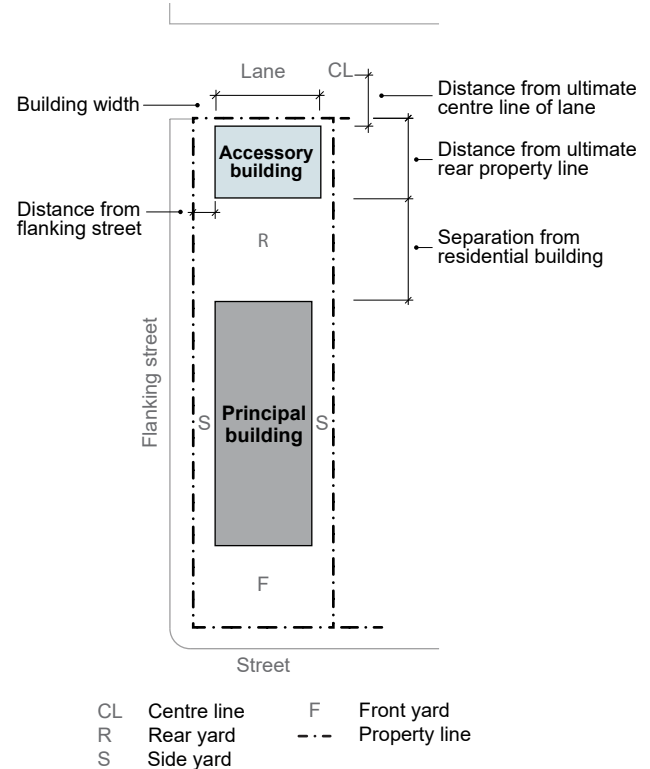 Lane
CL
Building width
Distance from ultimate
centre line of lane
Accessory
building
Distance from ultimate
rear property line
Distance from
flanking street
R
Separation from
residential building
Flanking street
S
Principal
building
S
F
Street
CL Centre line
R Rear yard
S Side yard
F Front yard
Property line